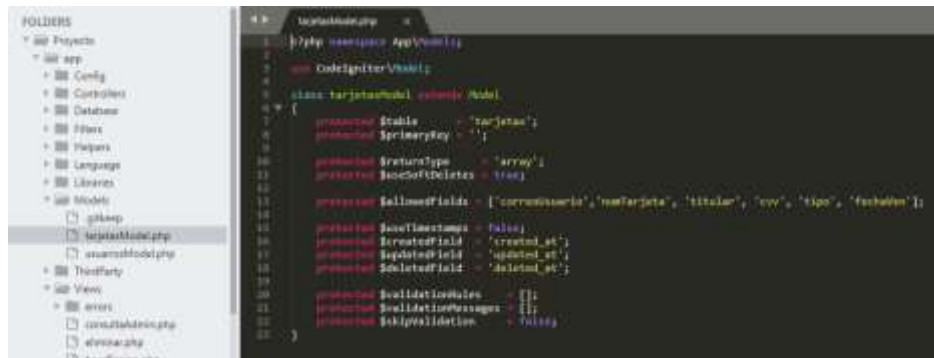 FOLDERS
Proyecto
app
Config
Controllers
Database
Filters
Helpers
Language
Libraries
Models
.gitkeep
tarjetasModel.php
usuariosModel.php
ThirdParty
Views
errors
consultaAdmin.php
eliminar.php
tarjetasModel.php
1 <?php namespace App\Models;
2
3 use CodeIgniter\Model;
4
5 class tarjetasModel extends Model
6 {
7 protected $table = 'tarjetas';
8 protected $primaryKey = '';
9
10 protected $returnType = 'array';
11 protected $useSoftDeletes = true;
12
13 protected $allowedFields = ['correoUsuario','numTarjeta', 'titular', 'cvv', 'tipo', 'fechaVen'];
14
15 protected $useTimestamps = false;
16 protected $createdField = 'created_at';
17 protected $updatedField = 'updated_at';
18 protected $deletedField = 'deleted_at';
19
20 protected $validationRules = [];
21 protected $validationMessages = [];
22 protected $skipValidation = false;
23 }